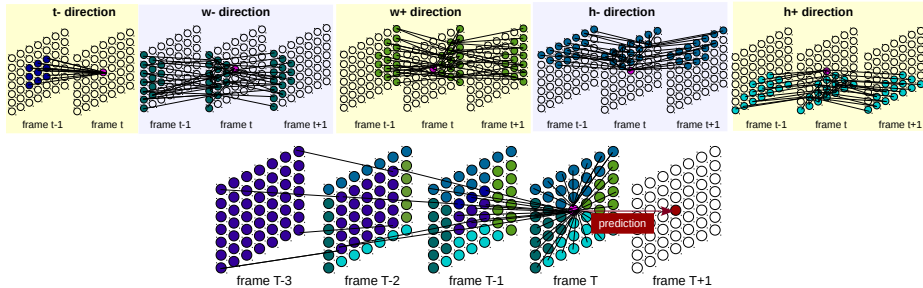 t- direction
w- direction
w+ direction
h- direction
h+ direction
frame t-1 frame t
frame t-1 frame t frame t+1
frame t-1 frame t frame t+1
frame t-1 frame t frame t+1
frame t-1 frame t frame t+1
prediction
frame T-3 frame T-2 frame T-1 frame T frame T+1